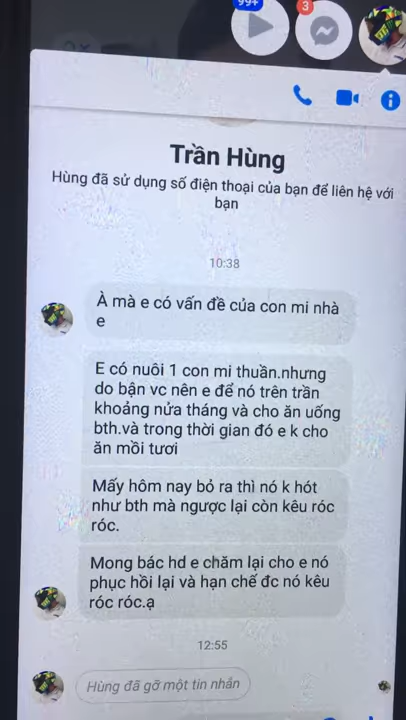 99+
3
Trần Hùng
Hùng đã sử dụng số điện thoại của bạn để liên hệ với
bạn
10:38
À mà e có vấn đề của con mi nhà
e
E có nuôi 1 con mi thuần.nhưng
do bận vc nên e để nó trên trần
khoảng nửa tháng và cho ăn uống
bth.và trong thời gian đó e k cho
ăn mồi tươi
Mấy hôm nay bỏ ra thì nó k hót
như bth mà ngược lại còn kêu róc
róc.
Mong bác hd e chăm lại cho e nó
phục hồi lại và hạn chế đc nó kêu
róc róc.ạ
12:55
Hùng đã gỡ một tin nhắn